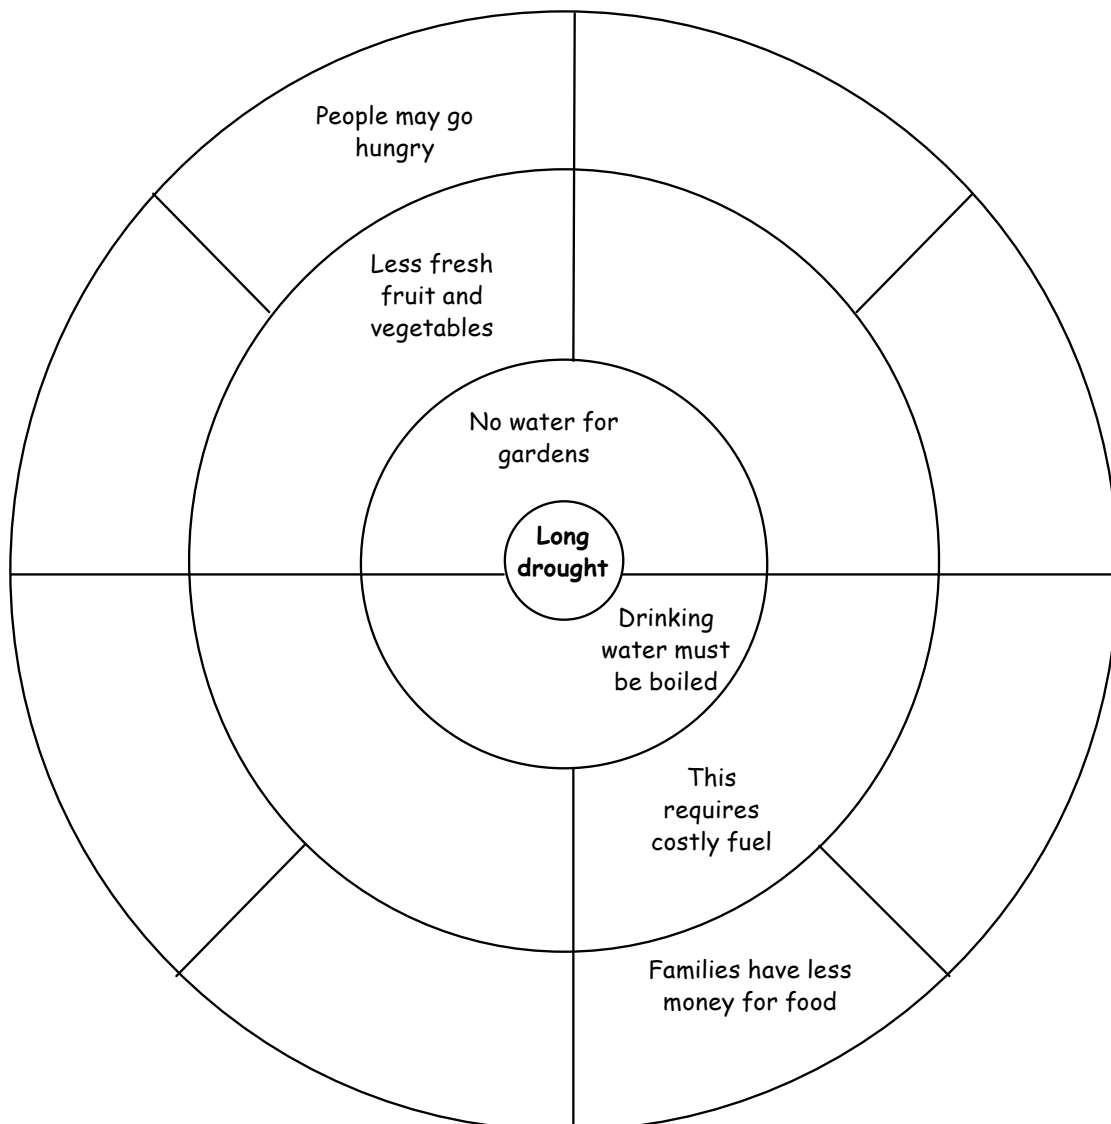 People may go
hungry
Less fresh
fruit and
vegetables
No water for
gardens
Long
drought
Drinking
water must
be boiled
This
requires
costly fuel
Families have less
money for food